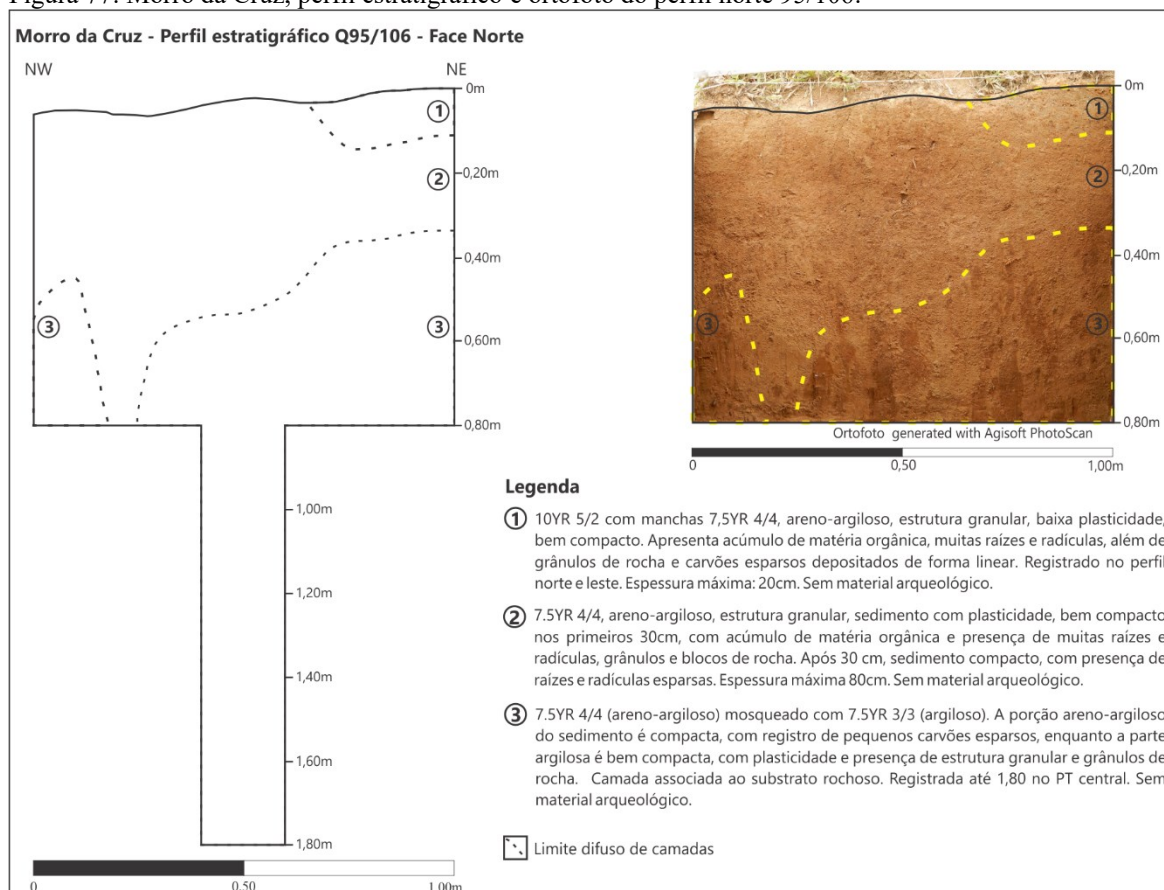 Figura 77: Morro da Cruz, perfil estratigráfico e ortofoto do perfil norte 95/106.
Morro da Cruz - Perfil estratigráfico Q95/106 - Face Norte
NW
NE
0m
1
2
0,20m
0,40m
3
3
0,60m
0,80m
1,00m
1,20m
1,40m
1,60m
1,80m
0
0,50
1,00m
0m
1
2
0,20m
0,40m
3
3
0,60m
0,80m
Ortofoto generated with Agisoft PhotoScan
0
0,50
1,00m
Legenda
1 10YR 5/2 com manchas 7,5YR 4/4, areno-argiloso, estrutura granular, baixa plasticidade,
bem compacto. Apresenta acúmulo de matéria orgânica, muitas raízes e radículas, além de
grânulos de rocha e carvões esparsos depositados de forma linear. Registrado no perfil
norte e leste. Espessura máxima: 20cm. Sem material arqueológico.
2 7.5YR 4/4, areno-argiloso, estrutura granular, sedimento com plasticidade, bem compacto
nos primeiros 30cm, com acúmulo de matéria orgânica e presença de muitas raízes e
radículas, grânulos e blocos de rocha. Após 30 cm, sedimento compacto, com presença de
raízes e radículas esparsas. Espessura máxima 80cm. Sem material arqueológico.
3 7.5YR 4/4 (areno-argiloso) mosqueado com 7.5YR 3/3 (argiloso). A porção areno-argiloso
do sedimento é compacta, com registro de pequenos carvões esparsos, enquanto a parte
argilosa é bem compacta, com plasticidade e presença de estrutura granular e grânulos de
rocha. Camada associada ao substrato rochoso. Registrada até 1,80 no PT central. Sem
material arqueológico.
Limite difuso de camadas